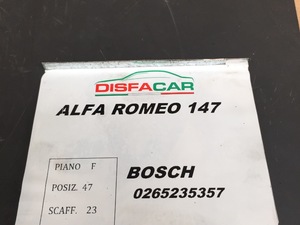 DISFACAR
ALFA ROMEO 147
PIANO F
POSIZ. 47
SCAFF. 23
BOSCH
0265235357